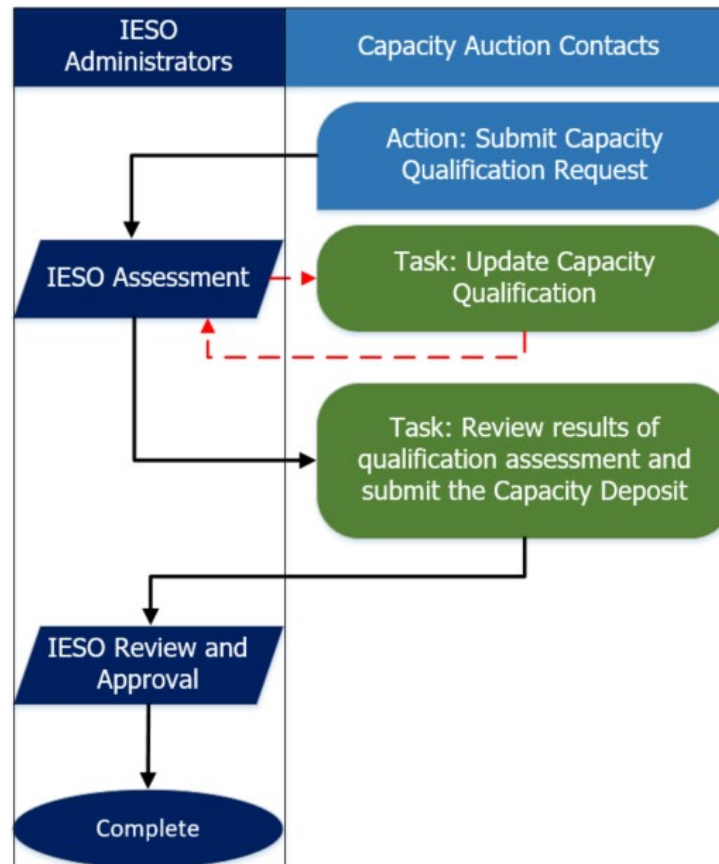 IESO
Administrators
Capacity Auction Contacts
Action: Submit Capacity
Qualification Request
IESO Assessment
Task: Update Capacity
Qualification
Task: Review results of
qualification assessment and
submit the Capacity Deposit
IESO Review and
Approval
Complete